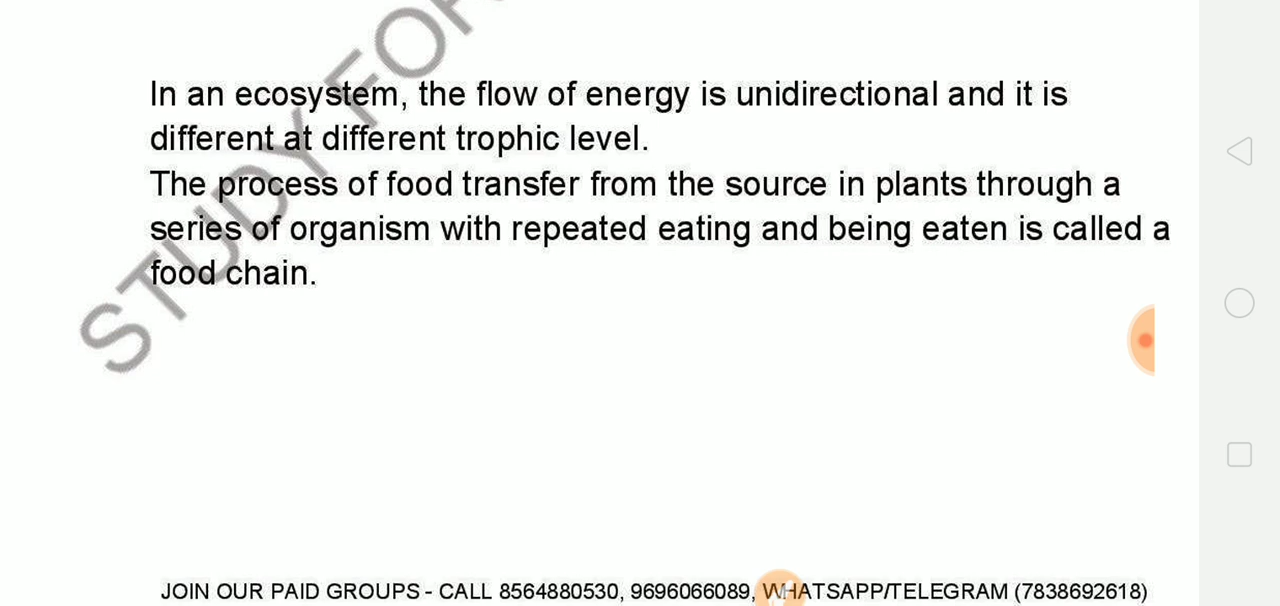 In an ecosystem, the flow of energy is unidirectional and it is
different at different trophic level.
The process of food transfer from the source in plants through a
series of organism with repeated eating and being eaten is called a
food chain.
STUDY FOR
JOIN OUR PAID GROUPS - CALL 8564880530, 9696066089, WHATSAPP/TELEGRAM (7838692618)